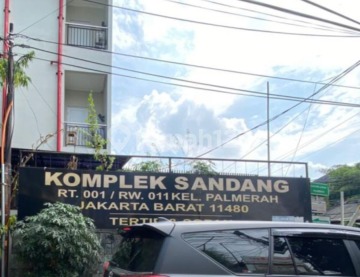 KOMPLEK SANDANG
RT. 001 / RW. 011 KEL. PALMERAH
JAKARTA BARAT 11480